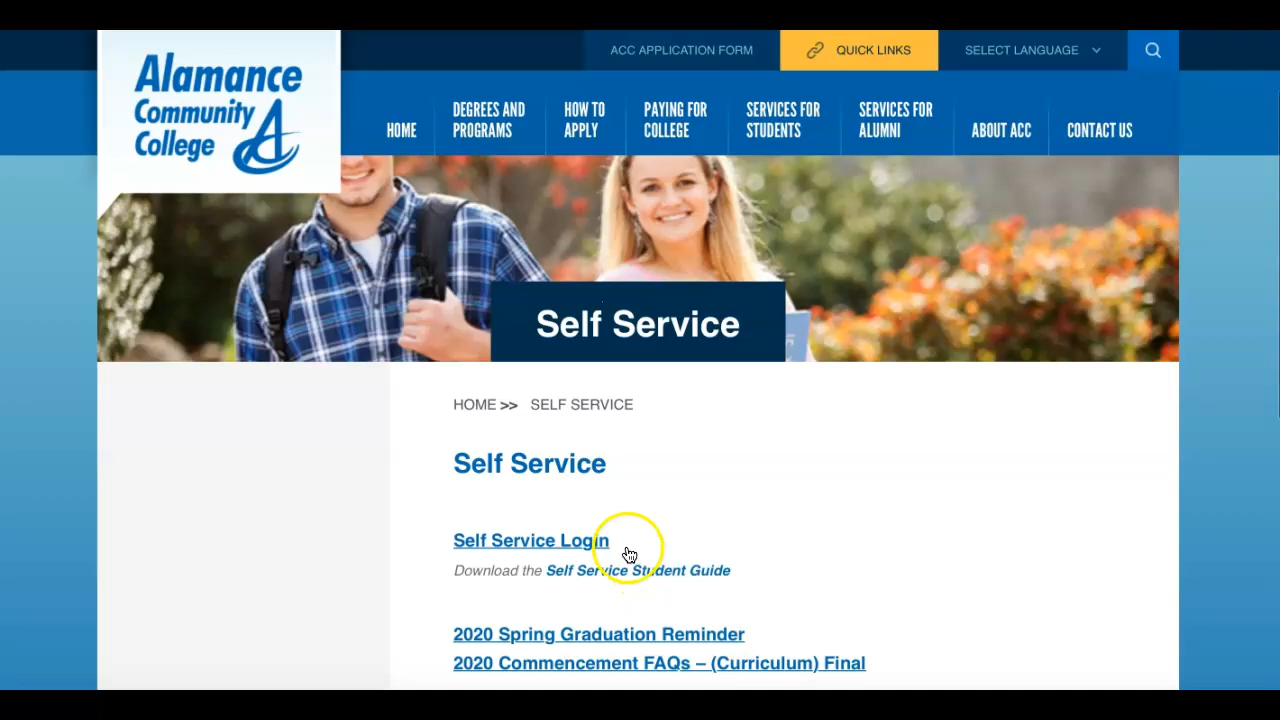 Alamance
Community
College
ACC APPLICATION FORM
QUICK LINKS
SELECT LANGUAGE
HOME
DEGREES AND
PROGRAMS
HOW TO
APPLY
PAYING FOR
COLLEGE
SERVICES FOR
STUDENTS
SERVICES FOR
ALUMNI
ABOUT ACC
CONTACT US
Self Service
HOME >> SELF SERVICE
Self Service
Self Service Login
Download the Self Service Student Guide
2020 Spring Graduation Reminder
2020 Commencement FAQs – (Curriculum) Final